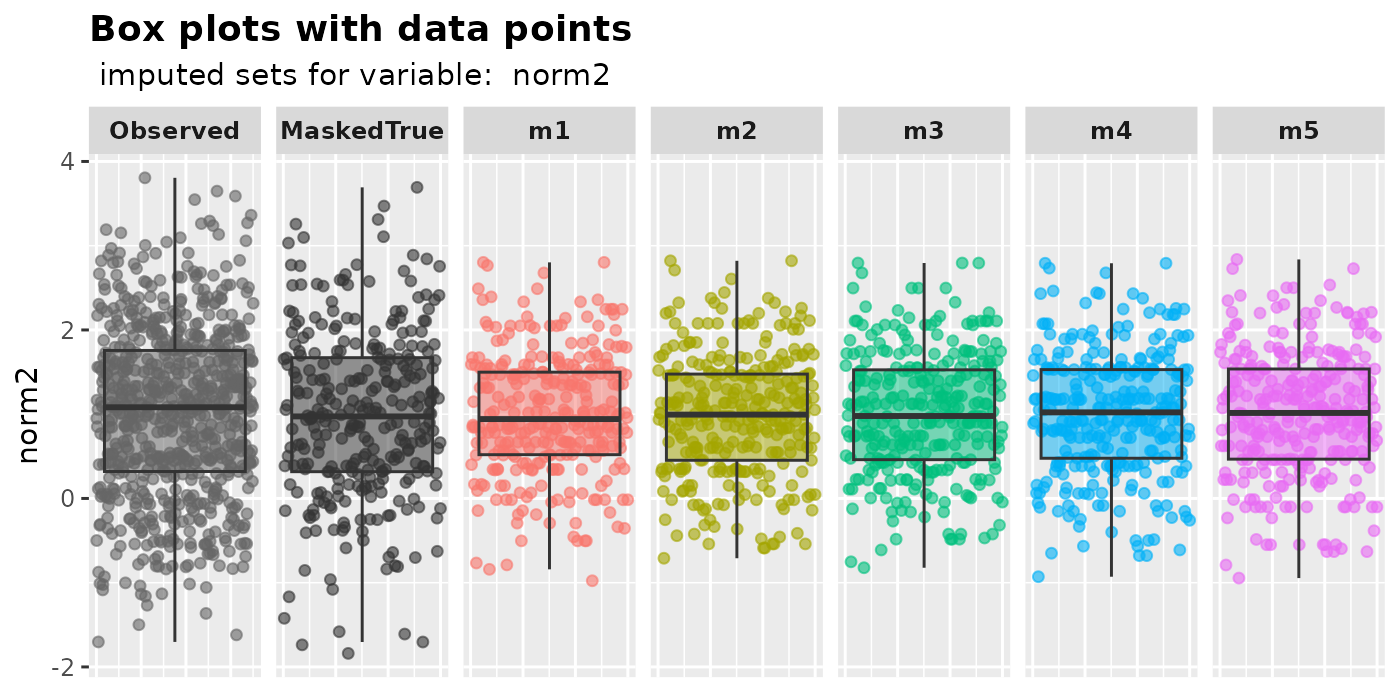 Box plots with data points
imputed sets for variable:  norm2
Observed MaskedTrue m1 m2 m3 m4 m5
4
2
0
-2
norm2